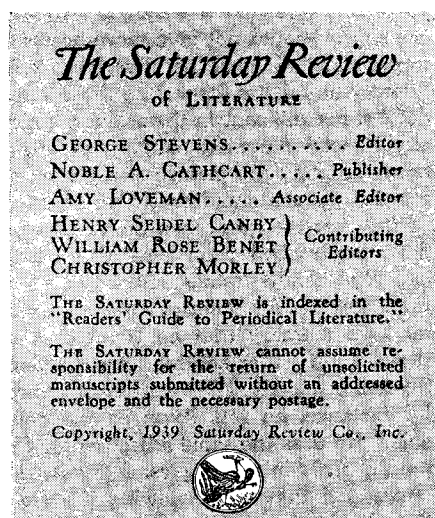 The Saturday Review
of LITERATURE
GEORGE STEVENS.......... Editor
NOBLE A. CATHCART..... Publisher
AMY LOVEMAN..... Associate Editor
HENRY SEIDEL CANBY
WILLIAM ROSE BENÉT
CHRISTOPHER MORLEY
Contributing
Editors
THE SATURDAY REVIEW is indexed in the
"Readers' Guide to Periodical Literature."
THE SATURDAY REVIEW cannot assume re-
sponsibility for the return of unsolicited
manuscripts submitted without an addressed
envelope and the necessary postage.
Copyright, 1939, Saturday Review Co., Inc.